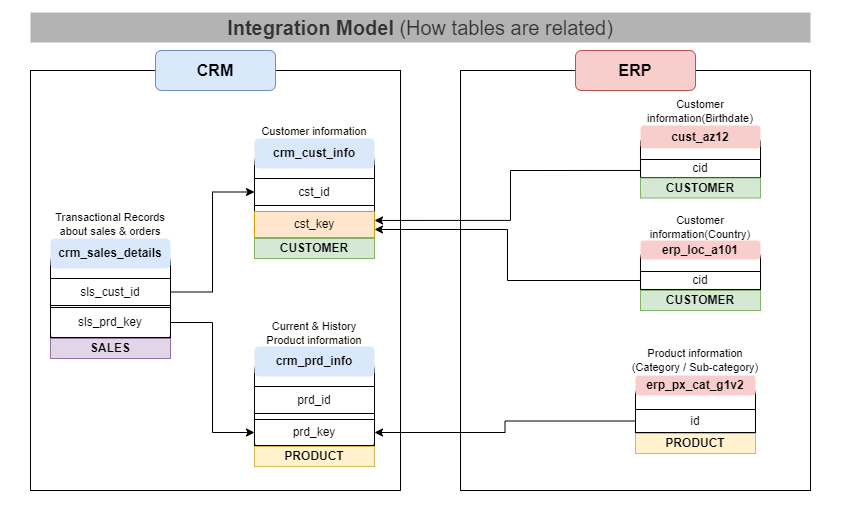 Integration Model (How tables are related)
CRM
Customer information
crm_cust_info
cst_id
cst_key
CUSTOMER
Transactional Records
about sales & orders
crm_sales_details
sls_cust_id
sls_prd_key
SALES
Current & History
Product information
crm_prd_info
prd_id
prd_key
PRODUCT
ERP
Customer
information(Birthdate)
cust_az12
cid
CUSTOMER
Customer
information(Country)
erp_loc_a101
cid
CUSTOMER
Product information
(Category / Sub-category)
erp_px_cat_g1v2
id
PRODUCT